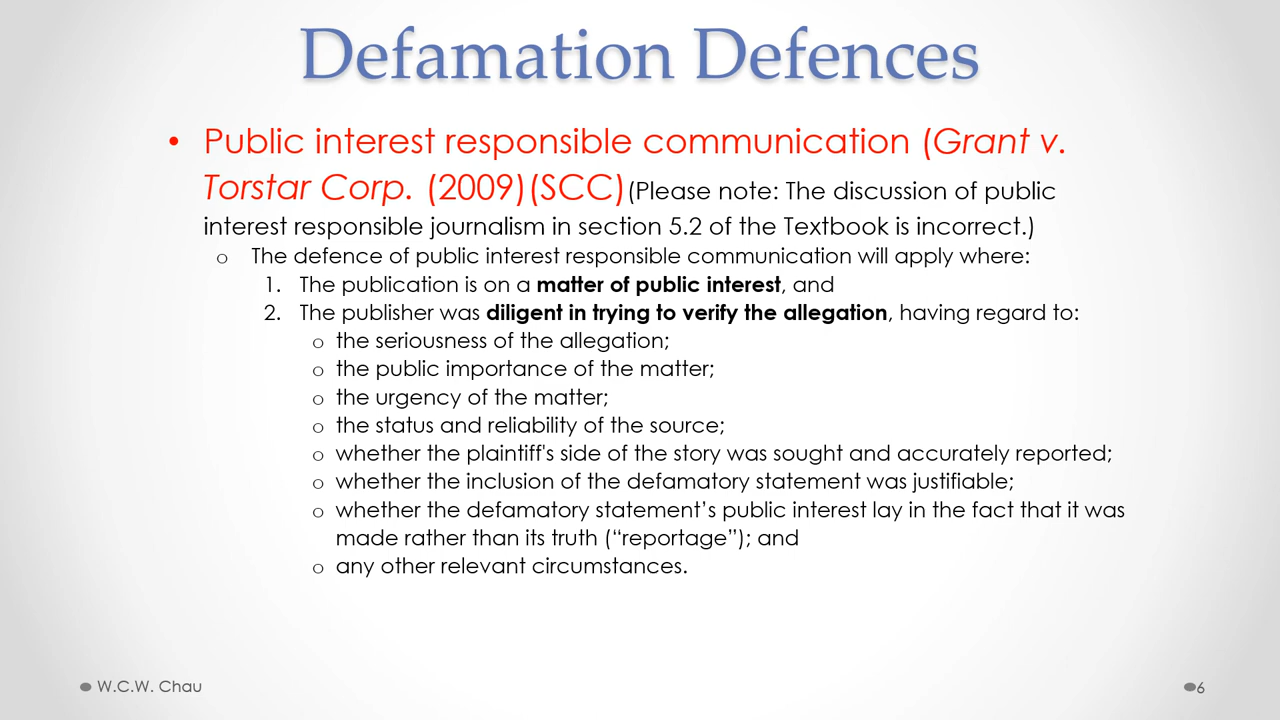 Defamation Defences
• Public interest responsible communication (Grant v.
Torstar Corp. (2009)(SCC)(Please note: The discussion of public
interest responsible journalism in section 5.2 of the Textbook is incorrect.)
o The defence of public interest responsible communication will apply where:
1. The publication is on a matter of public interest, and
2. The publisher was diligent in trying to verify the allegation, having regard to:
o the seriousness of the allegation;
o the public importance of the matter;
o the urgency of the matter;
o the status and reliability of the source;
o whether the plaintiff's side of the story was sought and accurately reported;
o whether the inclusion of the defamatory statement was justifiable;
o whether the defamatory statement’s public interest lay in the fact that it was
made rather than its truth (“reportage”); and
o any other relevant circumstances.
● W.C.W. Chau
● 6